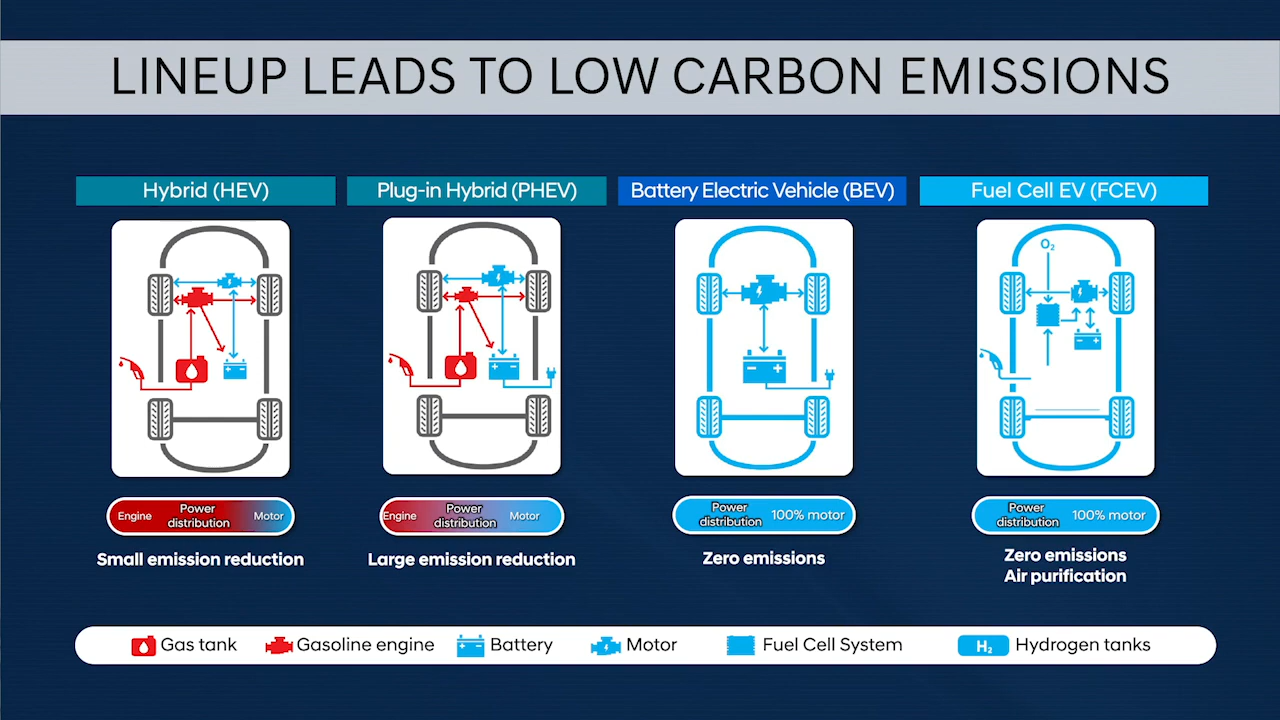 LINEUP LEADS TO LOW CARBON EMISSIONS
Hybrid (HEV)
Plug-in Hybrid (PHEV)
Battery Electric Vehicle (BEV)
Fuel Cell EV (FCEV)
O₂
Engine
Power
distribution
Motor
Engine
Power
distribution
Motor
Power
distribution
100% motor
Power
distribution
100% motor
Small emission reduction
Large emission reduction
Zero emissions
Zero emissions
Air purification
Gas tank
Gasoline engine
Battery
Motor
Fuel Cell System
H₂
Hydrogen tanks